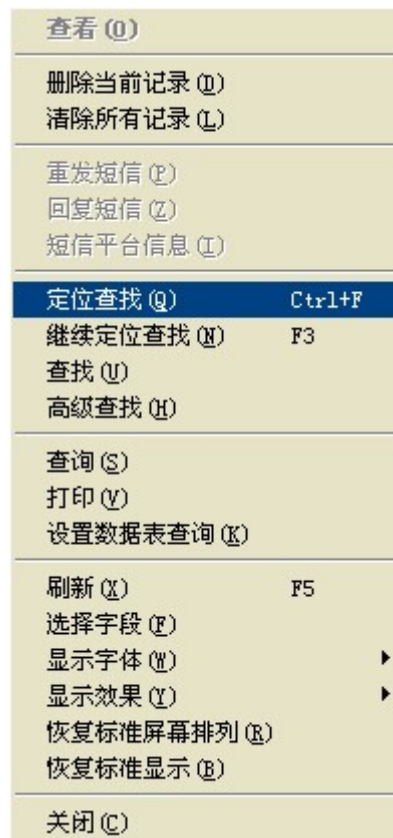 查看(O)
删除当前记录(D)
清除所有记录(L)
重发短信(P)
回复短信(Z)
短信平台信息(I)
定位查找(Q) Ctrl+F
继续定位查找(N) F3
查找(U)
高级查找(H)
查询(S)
打印(V)
设置数据表查询(K)
刷新(X) F5
选择字段(F)
显示字体(W)
显示效果(Y)
恢复标准屏幕排列(R)
恢复标准显示(B)
关闭(C)